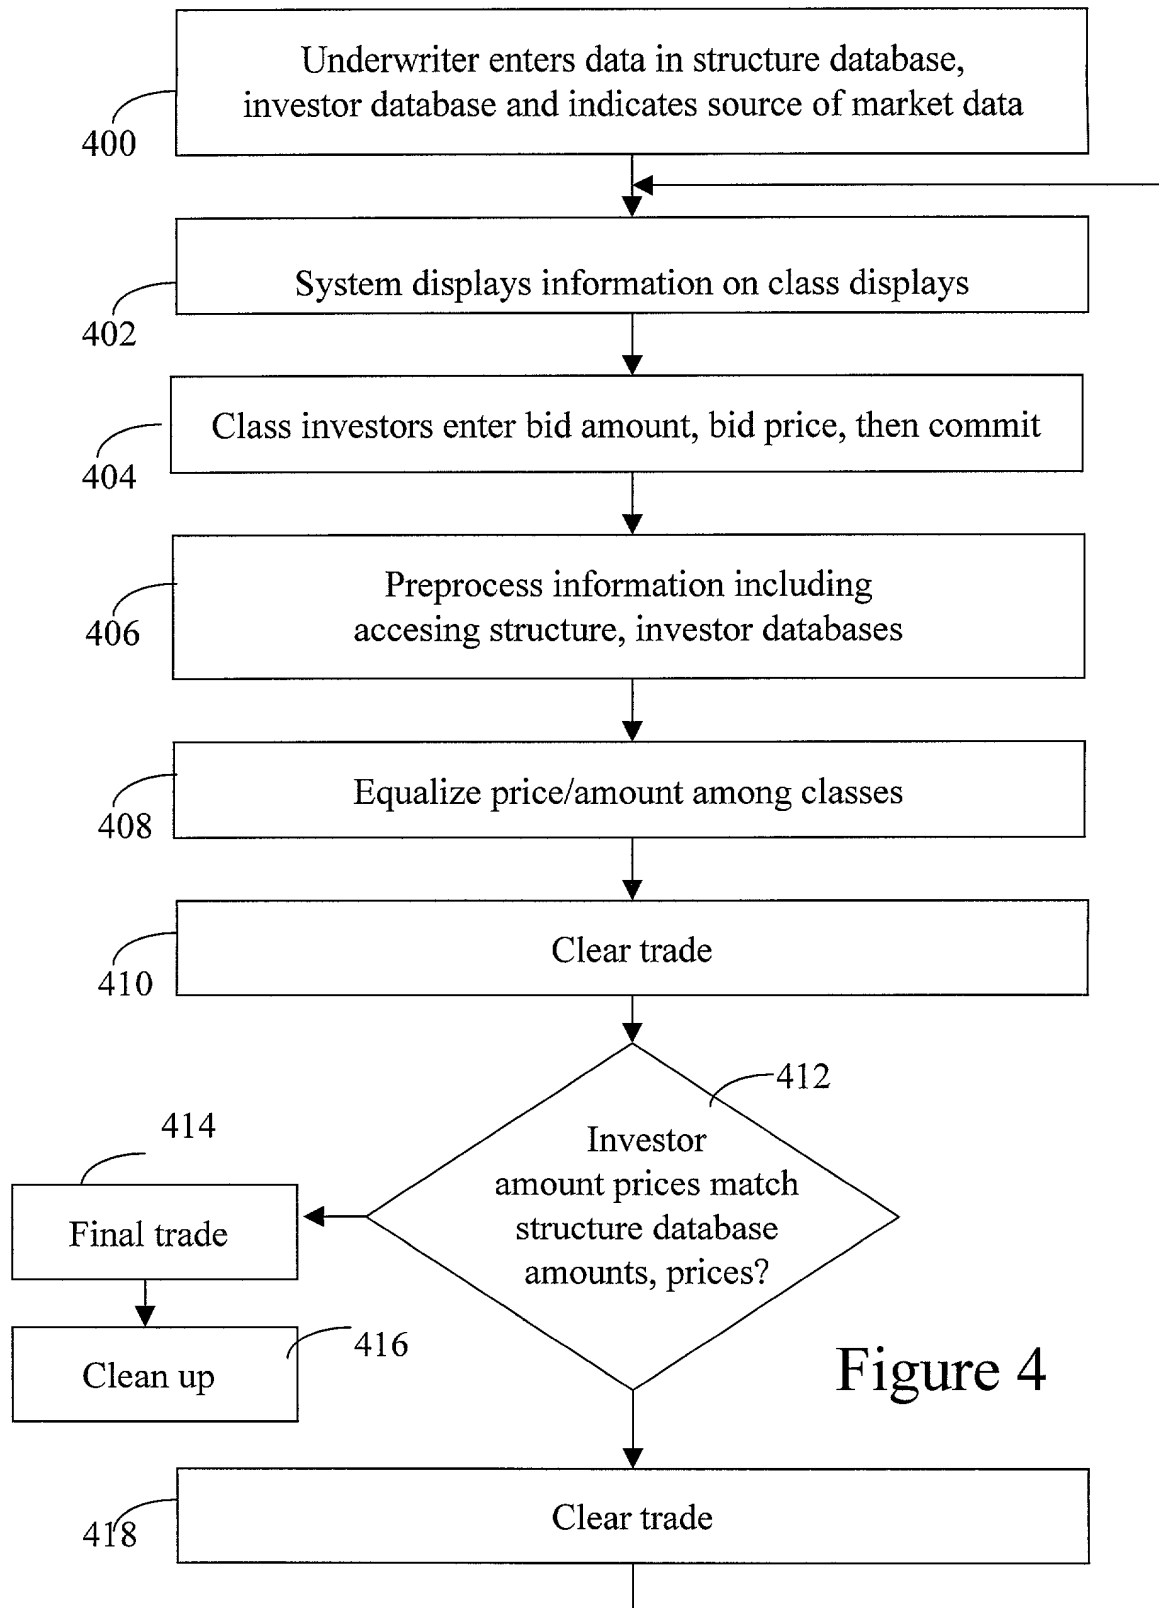 Underwriter enters data in structure database,
investor database and indicates source of market data
400
System displays information on class displays
402
Class investors enter bid amount, bid price, then commit
404
Preprocess information including
accesing structure, investor databases
406
Equalize price/amount among classes
408
Clear trade
410
412
Investor
amount prices match
structure database
amounts, prices?
414
Final trade
416
Clean up
Figure 4
Clear trade
418